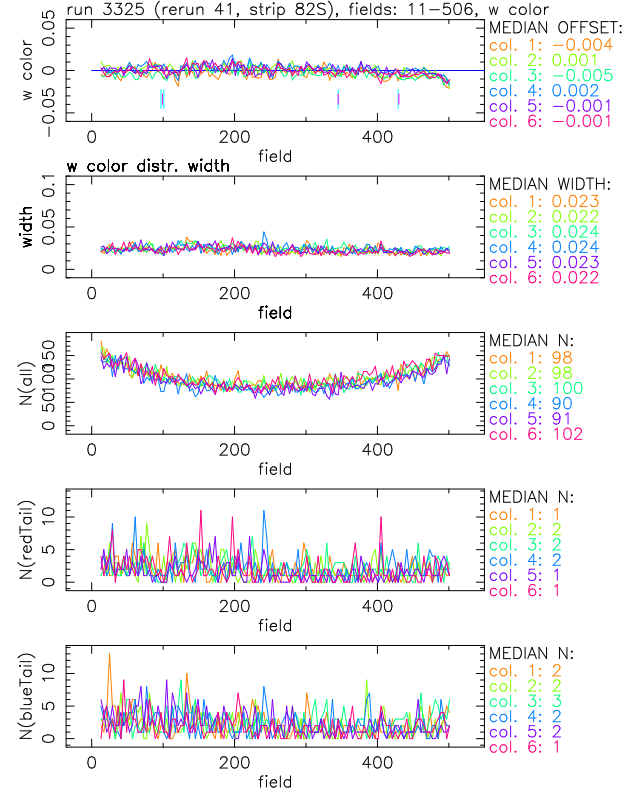 run 3325 (rerun 41, strip 82S), fields: 11−506, w color
w color
0.05
0
−0.05
0 200 400
field
MEDIAN OFFSET:
col. 1: −0.004
col. 2: 0.001
col. 3: −0.005
col. 4: 0.002
col. 5: −0.001
col. 6: −0.001
w color distr. width
width
0.1
0.05
0
0 200 400
field
MEDIAN WIDTH:
col. 1: 0.023
col. 2: 0.022
col. 3: 0.024
col. 4: 0.024
col. 5: 0.023
col. 6: 0.022
N(all)
150
100
50
0
0 200 400
field
MEDIAN N:
col. 1: 98
col. 2: 98
col. 3: 100
col. 4: 90
col. 5: 91
col. 6: 102
N(redTail)
10
5
0
0 200 400
field
MEDIAN N:
col. 1: 1
col. 2: 2
col. 3: 2
col. 4: 2
col. 5: 1
col. 6: 1
N(blueTail)
10
5
0
0 200 400
field
MEDIAN N:
col. 1: 2
col. 2: 2
col. 3: 3
col. 4: 2
col. 5: 2
col. 6: 1